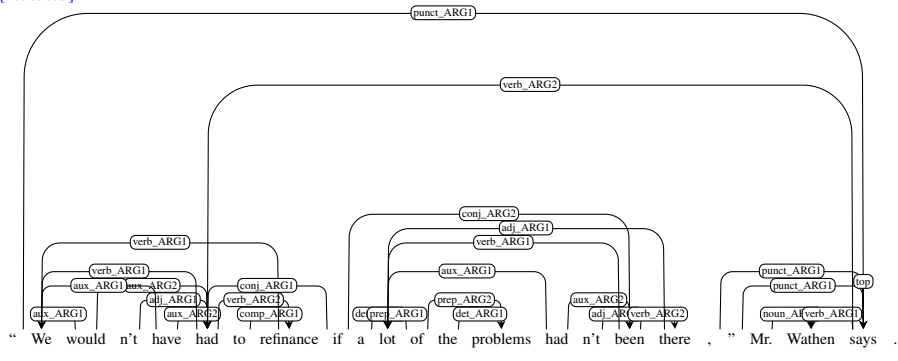 punct_ARG1
verb_ARG2
conj_ARG2
adj_ARG1
verb_ARG1 verb_ARG1
verb_ARG1 aux_ARG1 punct_ARG1
aux_ARG1 aux_ARG2 conj_ARG1 punct_ARG1 top
adj_ARG1 verb_ARG2 prep_ARG2 aux_ARG2
aux_ARG1 aux_ARG2 comp_ARG1 prep_ARG1 det_ARG1 verb_ARG2 verb_ARG1
“ We would n't have had to refinance if a lot of the problems had n't been there , ” Mr. Wathen says .